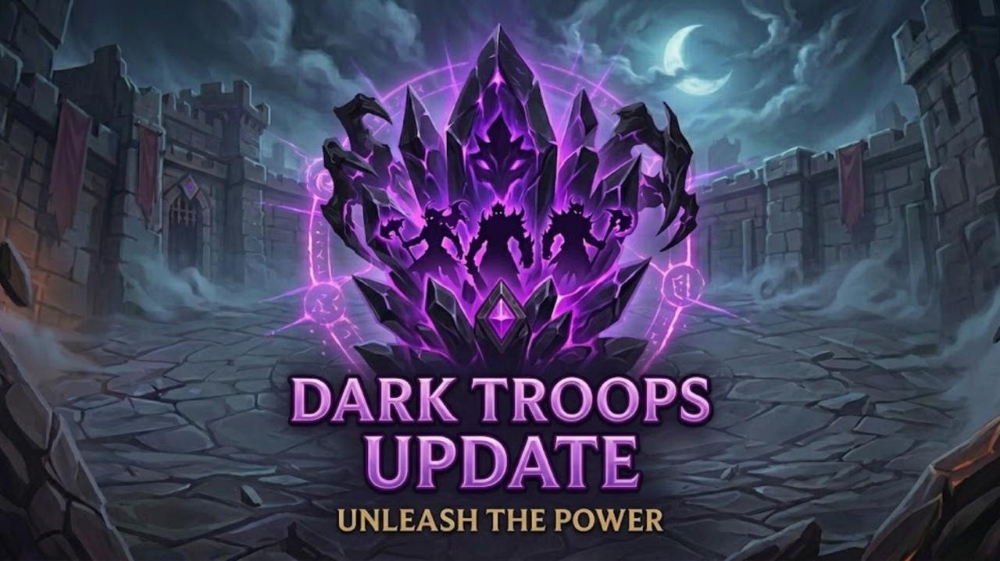 DARK TROOPS
UPDATE
UNLEASH THE POWER